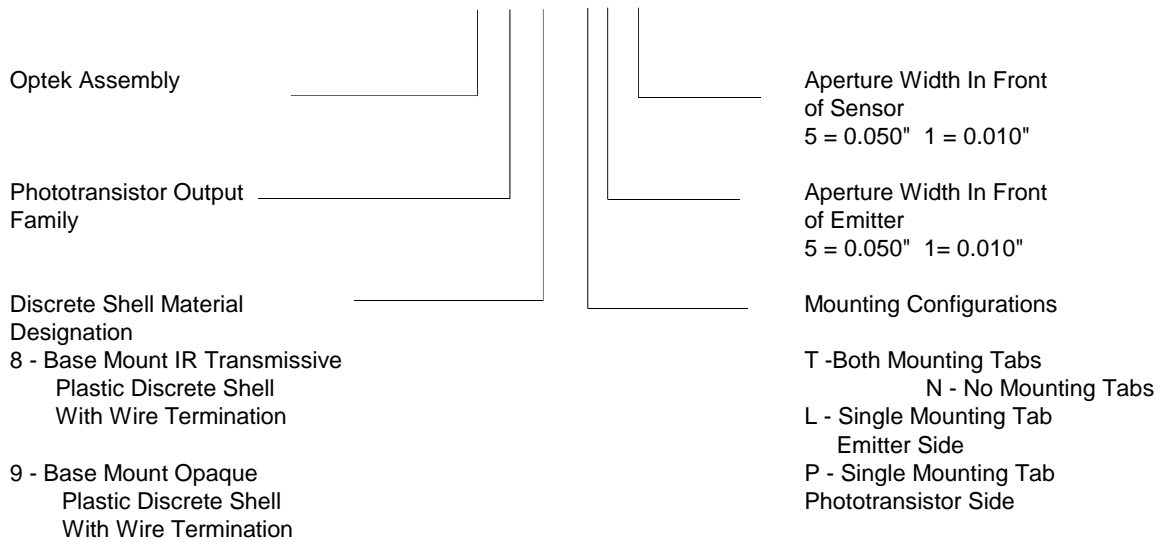 Optek Assembly
Phototransistor Output
Family
Discrete Shell Material
Designation
8 - Base Mount IR Transmissive
Plastic Discrete Shell
With Wire Termination
9 - Base Mount Opaque
Plastic Discrete Shell
With Wire Termination
Aperture Width In Front
of Sensor
5 = 0.050" 1 = 0.010"
Aperture Width In Front
of Emitter
5 = 0.050" 1= 0.010"
Mounting Configurations
T -Both Mounting Tabs
N - No Mounting Tabs
L - Single Mounting Tab
Emitter Side
P - Single Mounting Tab
Phototransistor Side